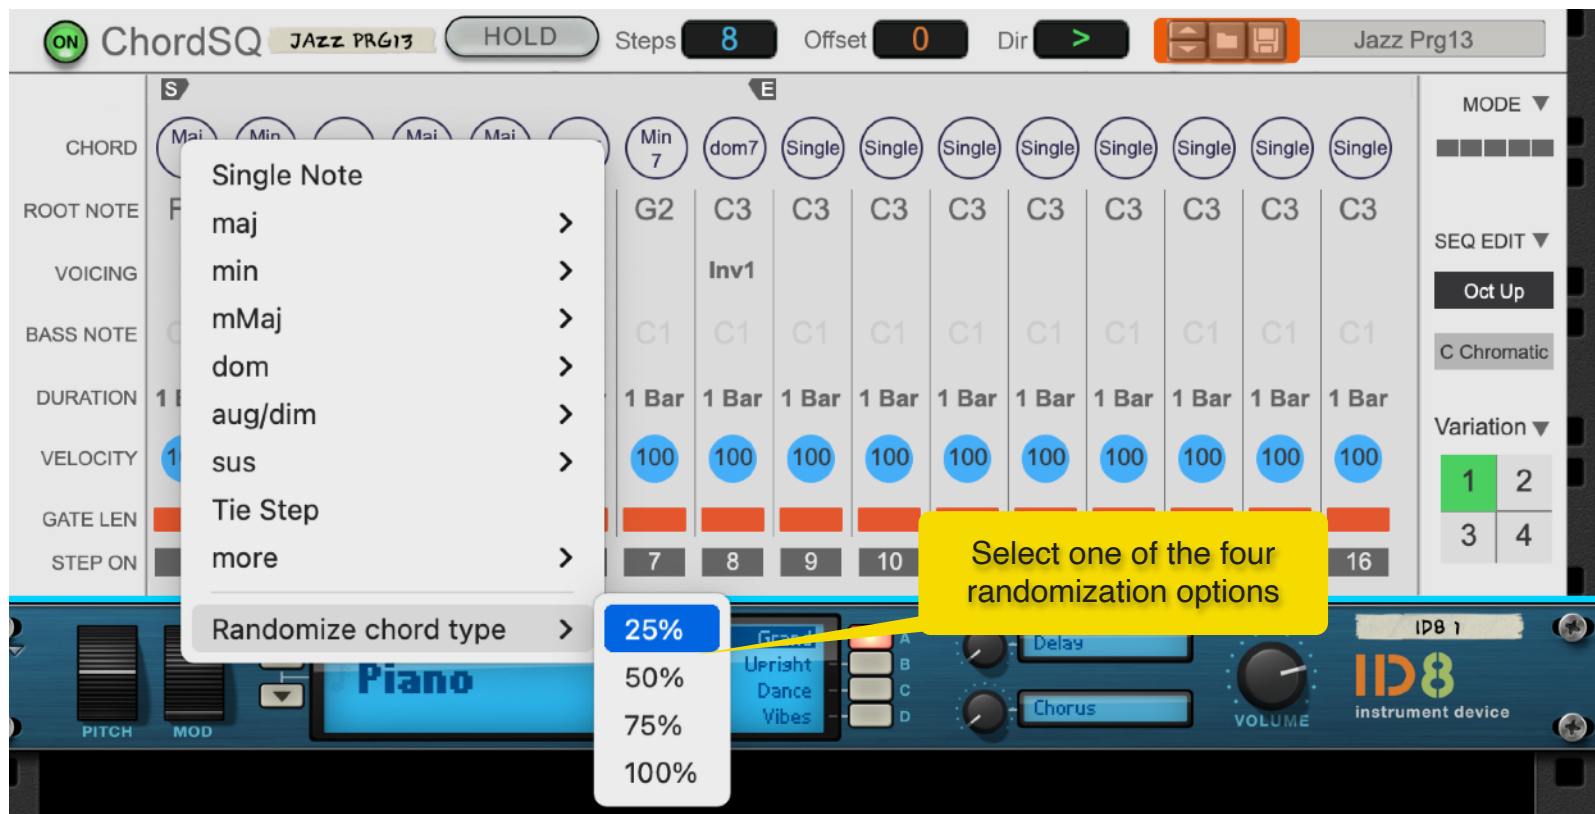 ON ChordSQ JAZZ PRG13 HOLD Steps 8 Offset 0 Dir > Jazz Prg13
S E
MODE
CHORD Maj Min Maj Maj Min 7 dom7 Single Single Single Single Single Single Single Single
ROOT NOTE F G2 C3 C3 C3 C3 C3 C3 C3 C3 C3
SEQ EDIT
VOICING Inv1
Oct Up
BASS NOTE C C1 C1 C1 C1 C1 C1 C1 C1 C1 C1
C Chromatic
DURATION 1 1 Bar 1 Bar 1 Bar 1 Bar 1 Bar 1 Bar 1 Bar 1 Bar 1 Bar 1 Bar
Variation
VELOCITY 100 100 100 100 100 100 100 100 100 100
1 2
GATE LEN
3 4
STEP ON 7 8 9 10 16
Single Note
maj
min
mMaj
dom
aug/dim
sus
Tie Step
more
Randomize chord type
25%
50%
75%
100%
Select one of the four
randomization options
PITCH
MOD
Piano
Grand A
Upright B
Dance C
Vibes D
Delay
Chorus
VOLUME
ID8 1
ID8
instrument device